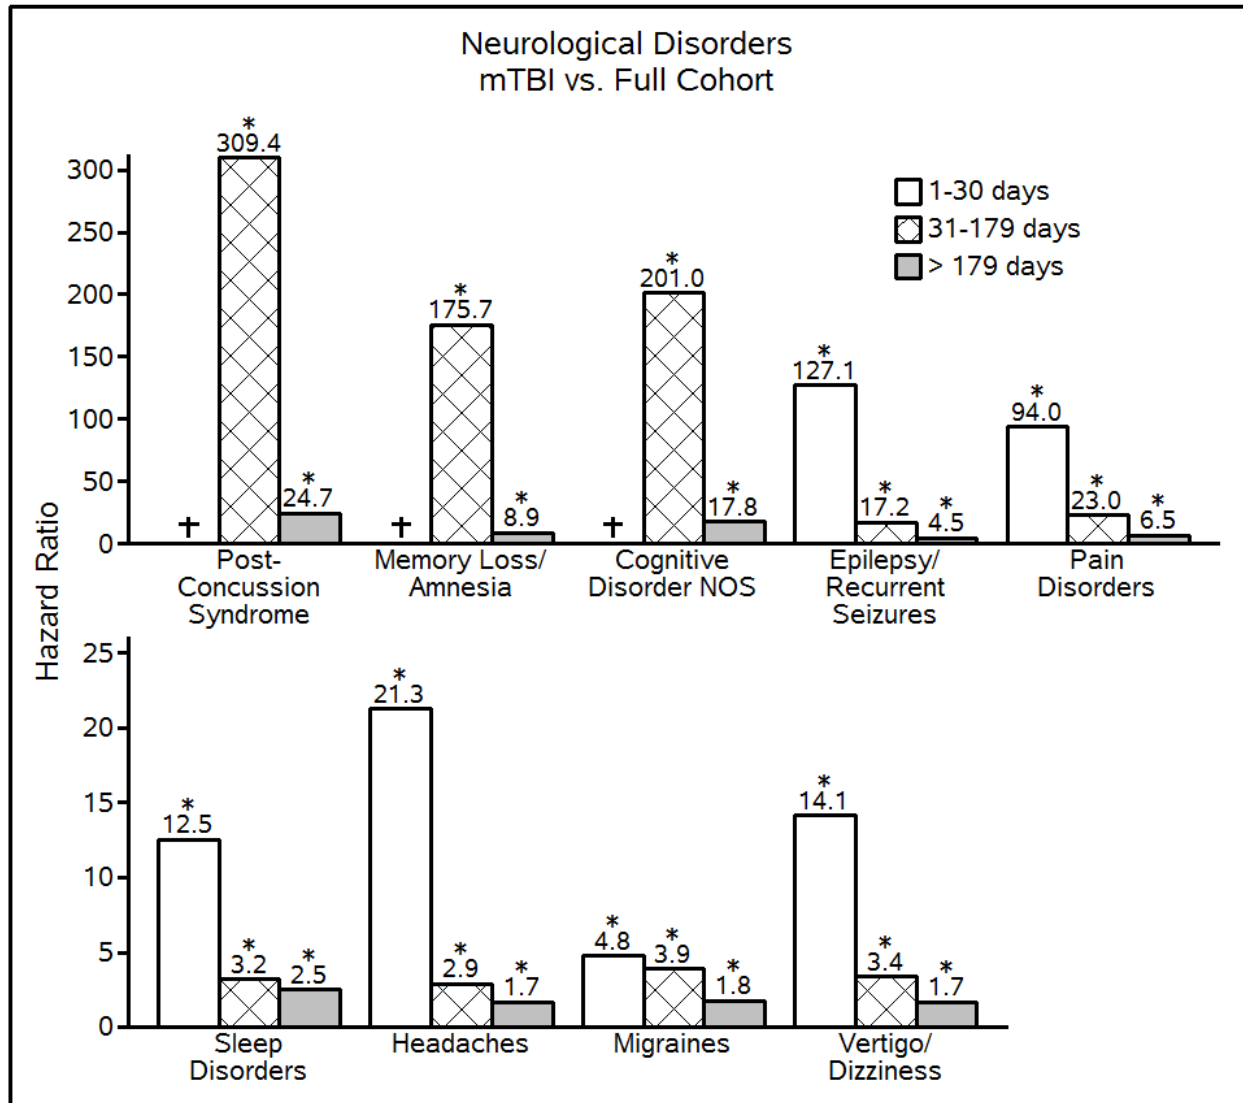 Neurological Disorders
mTBI vs. Full Cohort
1-30 days
31-179 days
> 179 days
Hazard Ratio
300
250
200
150
100
50
0
*
309.4
*
24.7
†
*
175.7
*
8.9
†
*
201.0
*
17.8
†
*
127.1
*
17.2
*
4.5
*
94.0
*
23.0
*
6.5
Post-
Concussion
Syndrome
Memory Loss/
Amnesia
Cognitive
Disorder NOS
Epilepsy/
Recurrent
Seizures
Pain
Disorders
25
20
15
10
5
0
*
12.5
*
3.2
*
2.5
*
21.3
*
2.9
*
1.7
*
4.8
*
3.9
*
1.8
*
14.1
*
3.4
*
1.7
Sleep
Disorders
Headaches
Migraines
Vertigo/
Dizziness